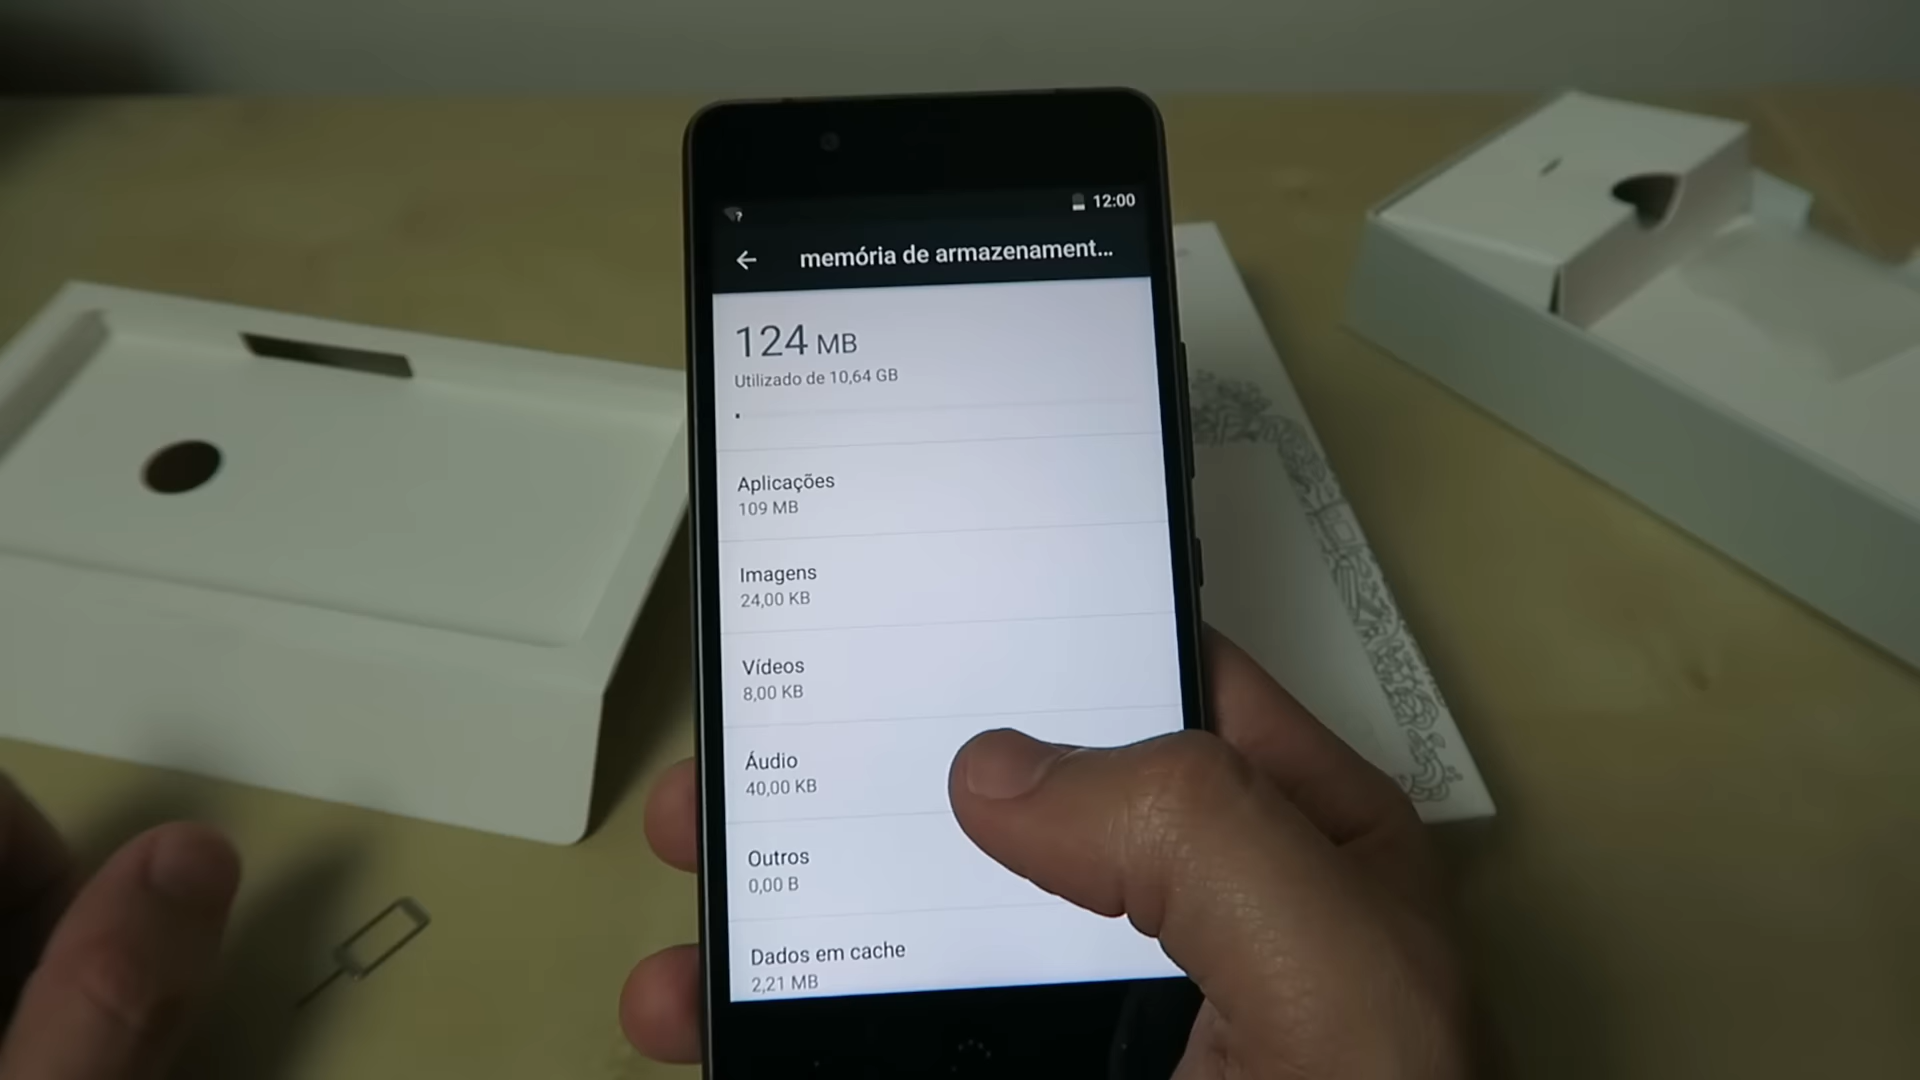 12:00
memória de armazenament...
124 MB
Utilizado de 10,64 GB
Aplicações
109 MB
Imagens
24,00 KB
Vídeos
8,00 KB
Áudio
40,00 KB
Outros
0,00 B
Dados em cache
2,21 MB